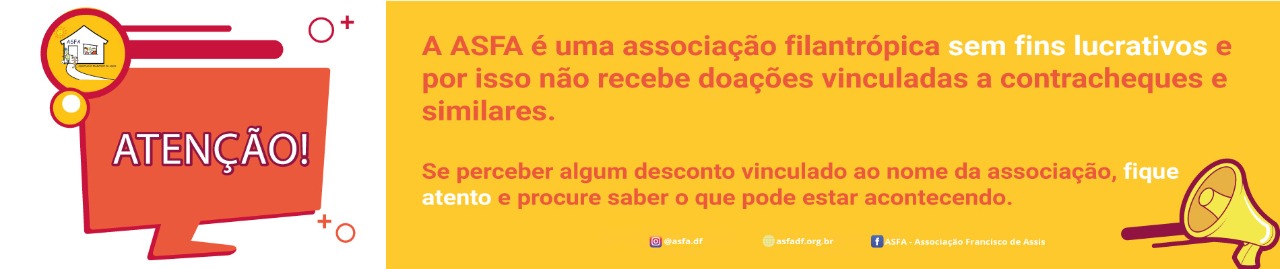 ASFA
ATENÇÃO!
A ASFA é uma associação filantrópica sem fins lucrativos e
por isso não recebe doações vinculadas a contracheques e
similares.
Se perceber algum desconto vinculado ao nome da associação, fique
atento e procure saber o que pode estar acontecendo.
@asfa.df asfadf.org.br ASFA - Associação Francisco de Assis